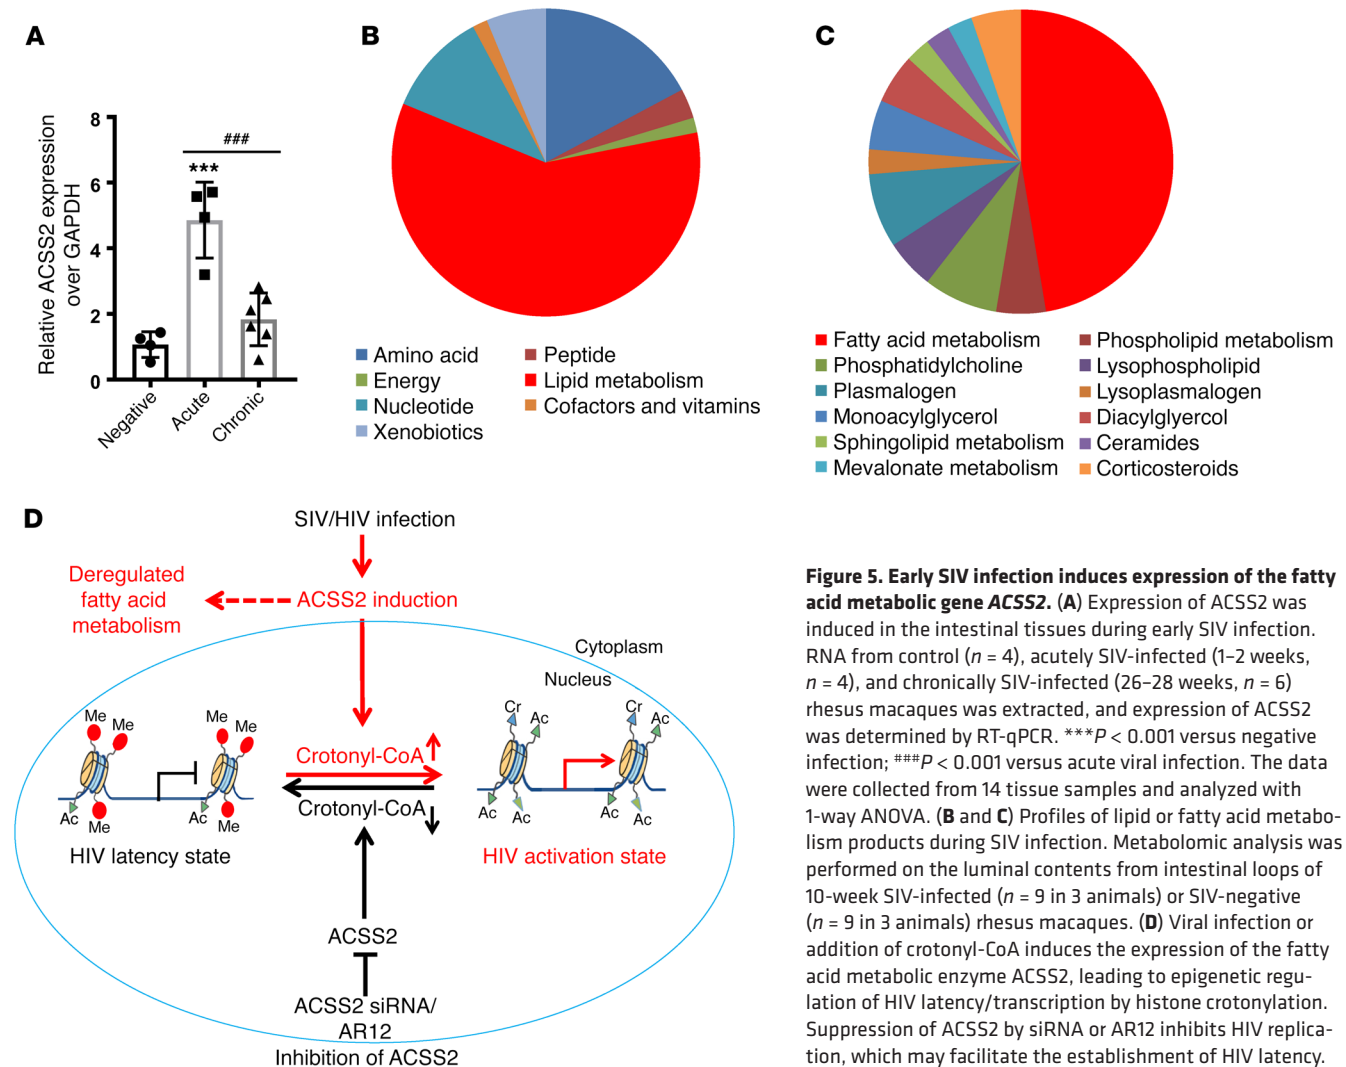 A
Relative ACSS2 expression
over GAPDH
8
6
4
2
0
***
###
Negative
Acute
Chronic
B
Amino acid
Peptide
Energy
Lipid metabolism
Nucleotide
Cofactors and vitamins
Xenobiotics
C
Fatty acid metabolism
Phospholipid metabolism
Phosphatidylcholine
Lysophospholipid
Plasmalogen
Lysoplasmalogen
Monoacylglycerol
Diacylglyercol
Sphingolipid metabolism
Ceramides
Mevalonate metabolism
Corticosteroids
D
SIV/HIV infection
Deregulated
fatty acid
metabolism
ACSS2 induction
Cytoplasm
Nucleus
Me
Me
Me
Me
Ac
Me
Ac
Me
HIV latency state
Crotonyl-CoA
Crotonyl-CoA
Cr
Ac
Cr
Ac
Ac
Ac
Ac
Ac
HIV activation state
ACSS2
ACSS2 siRNA/
AR12
Inhibition of ACSS2
Figure 5. Early SIV infection induces expression of the fatty
acid metabolic gene ACSS2. (A) Expression of ACSS2 was
induced in the intestinal tissues during early SIV infection.
RNA from control (n = 4), acutely SIV-infected (1–2 weeks,
n = 4), and chronically SIV-infected (26–28 weeks, n = 6)
rhesus macaques was extracted, and expression of ACSS2
was determined by RT-qPCR. ***P < 0.001 versus negative
infection; ###P < 0.001 versus acute viral infection. The data
were collected from 14 tissue samples and analyzed with
1-way ANOVA. (B and C) Profiles of lipid or fatty acid metabo-
lism products during SIV infection. Metabolomic analysis was
performed on the luminal contents from intestinal loops of
10-week SIV-infected (n = 9 in 3 animals) or SIV-negative
(n = 9 in 3 animals) rhesus macaques. (D) Viral infection or
addition of crotonyl-CoA induces the expression of the fatty
acid metabolic enzyme ACSS2, leading to epigenetic regu-
lation of HIV latency/transcription by histone crotonylation.
Suppression of ACSS2 by siRNA or AR12 inhibits HIV replica-
tion, which may facilitate the establishment of HIV latency.